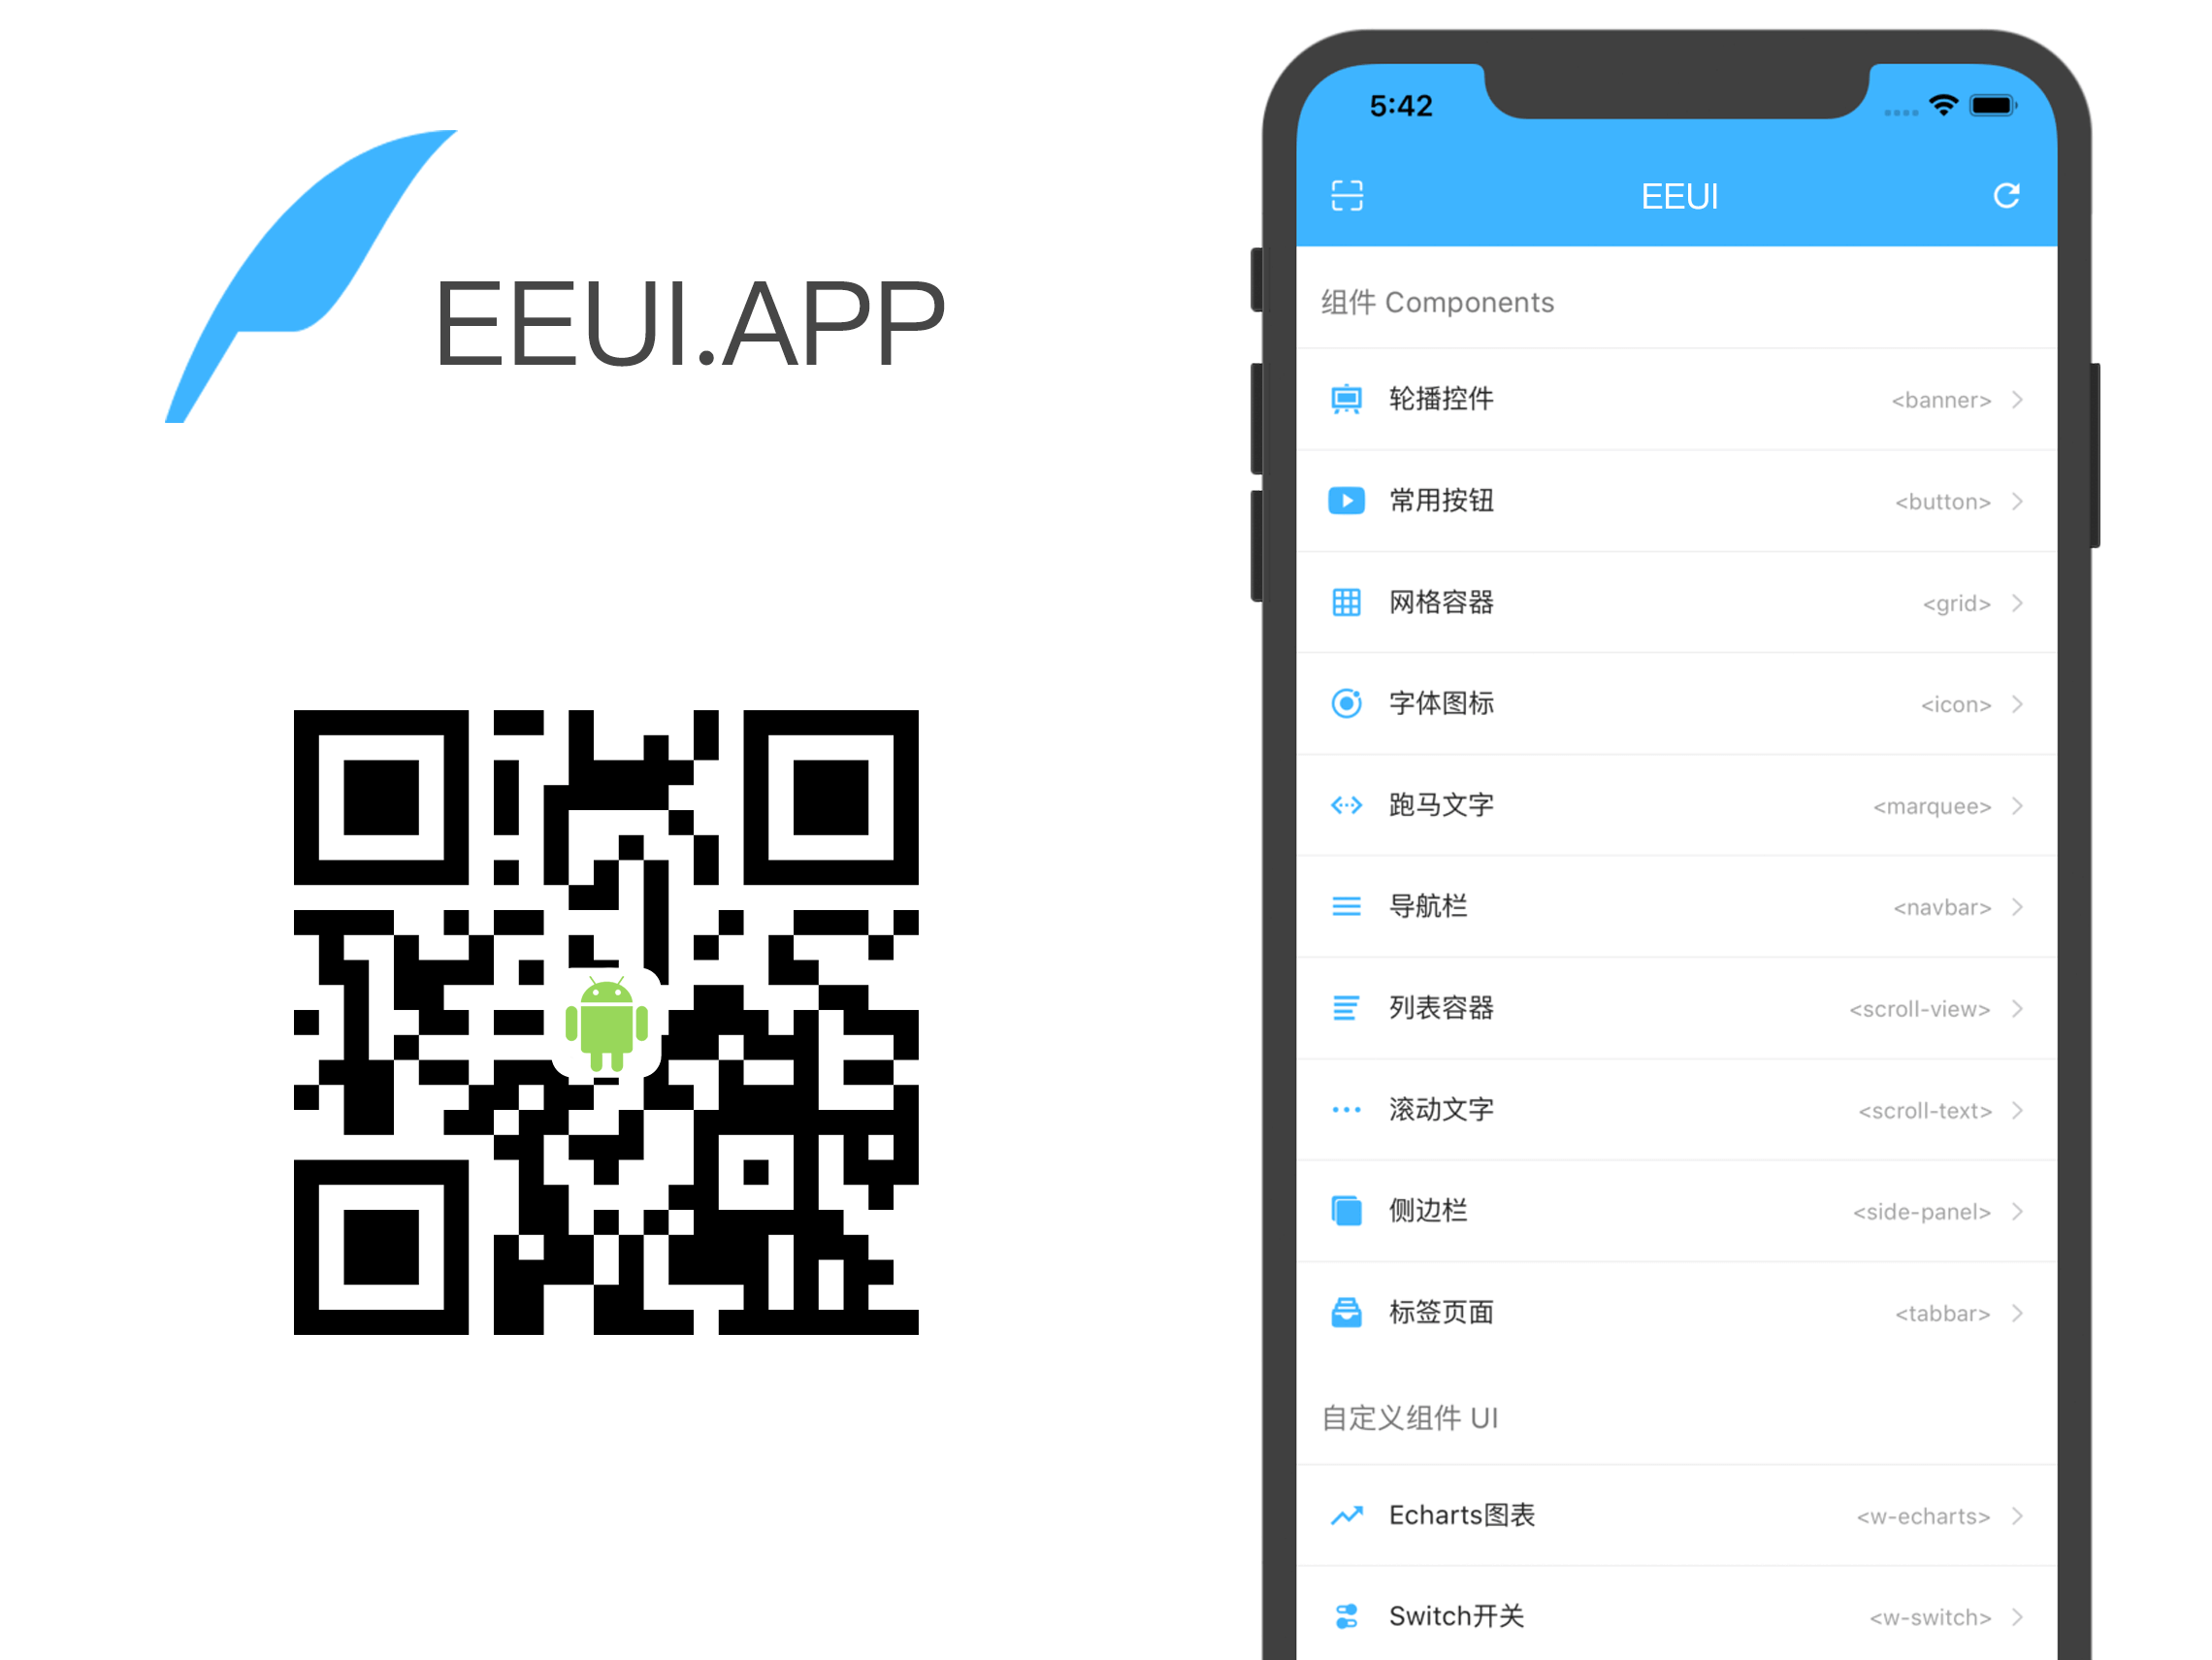 EEUI.APP
5:42
EEUI
组件 Components
轮播控件 <banner>
常用按钮 <button>
网格容器 <grid>
字体图标 <icon>
跑马文字 <marquee>
导航栏 <navbar>
列表容器 <scroll-view>
滚动文字 <scroll-text>
侧边栏 <side-panel>
标签页面 <tabbar>
自定义组件 UI
Echarts图表 <w-echarts>
Switch开关 <w-switch>